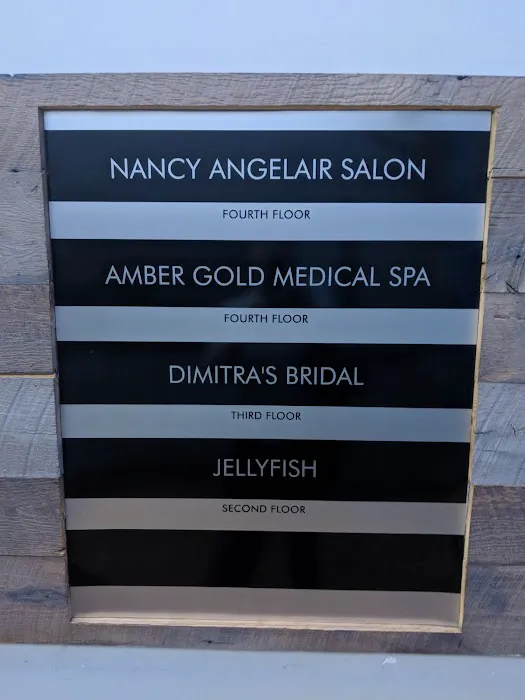 NANCY ANGELAIR SALON
FOURTH FLOOR
AMBER GOLD MEDICAL SPA
FOURTH FLOOR
DIMITRA'S BRIDAL
THIRD FLOOR
JELLYFISH
SECOND FLOOR